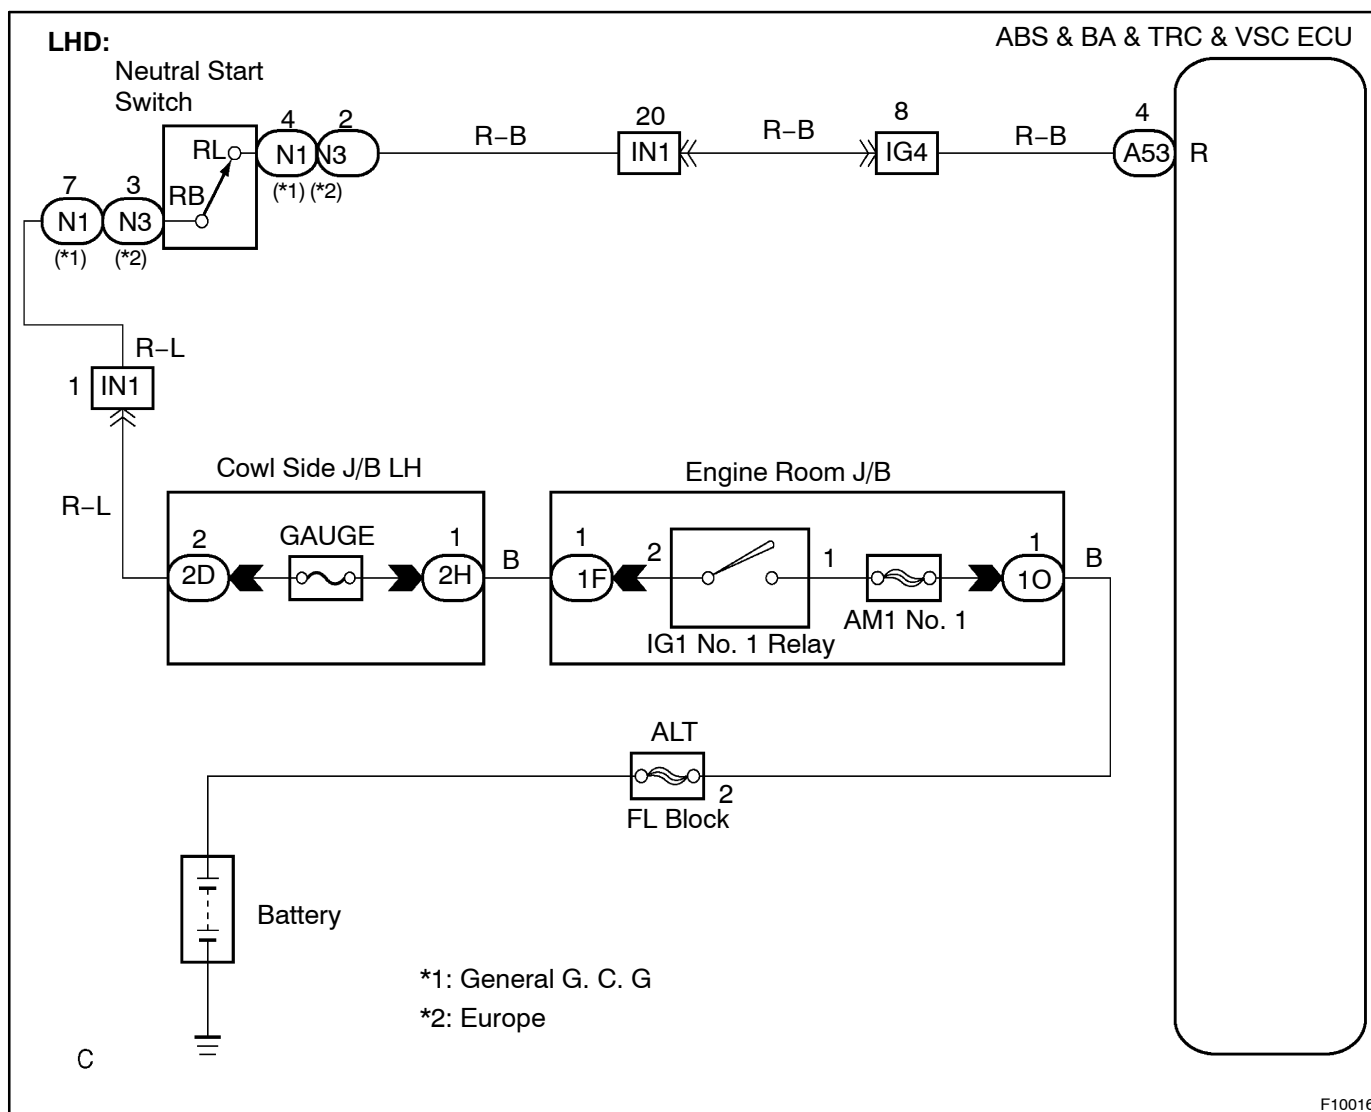 LHD:
ABS & BA & TRC & VSC ECU
Neutral Start
Switch
4 2
20
8
4
RL
N1 N3
R–B
IN1
R–B
IG4
R–B
A53
R
(*1) (*2)
7 3
RB
N1 N3
(*1) (*2)
R–L
1 IN1
Cowl Side J/B LH
Engine Room J/B
R–L
2
GAUGE
1
B
1
2
1
1
B
2D
2H
1F
1O
IG1 No. 1 Relay
AM1 No. 1
ALT
2
FL Block
Battery
*1: General G. C. G
*2: Europe
C
F10016